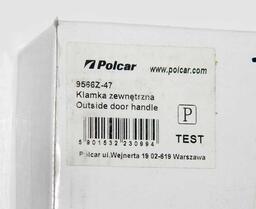 Polcar www.polcar.com
9566Z-47
Klamka zewnętrzna
Outside door handle
P
TEST
5 901532 230994
Polcar ul.Wejnerta 19 02-619 Warszawa